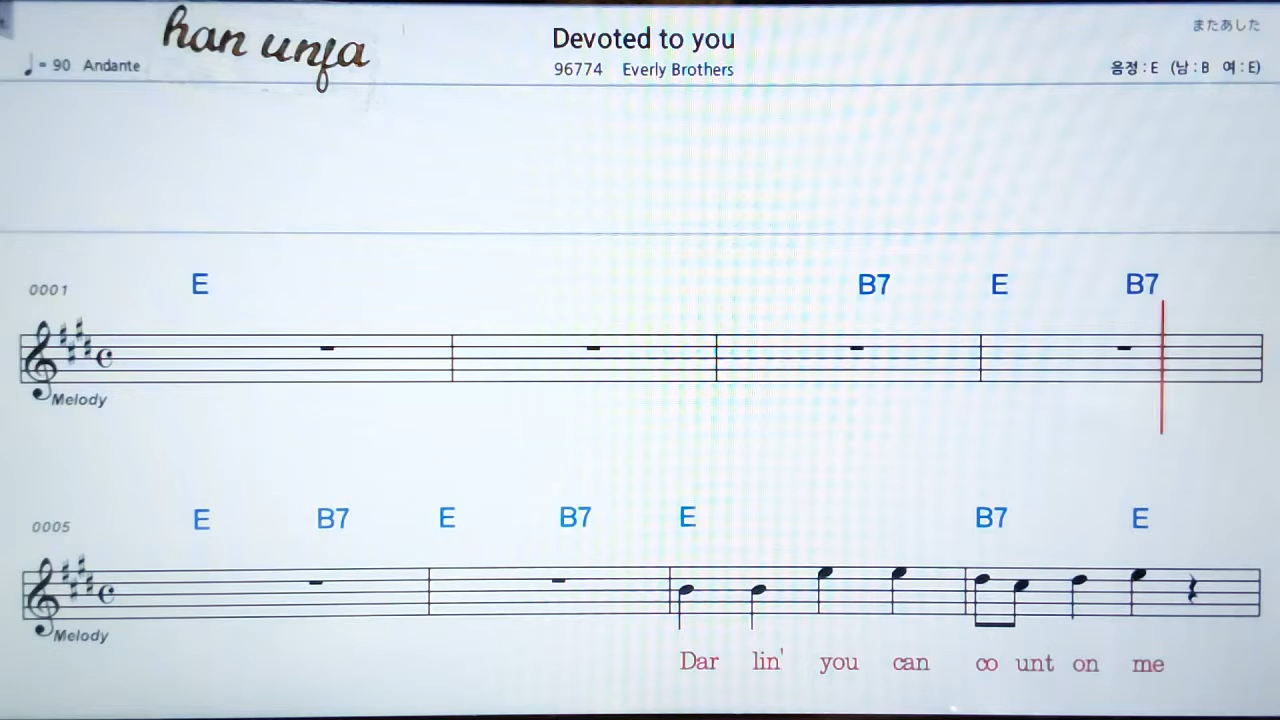 han unja
Devoted to you
またあした
♩= 90 Andante
96774 Everly Brothers
음정 : E (남 : B 여 : E)
0001
E B7 E B7
Melody
0005
E B7 E B7 E B7 E
Melody
Dar lin' you can co unt on me